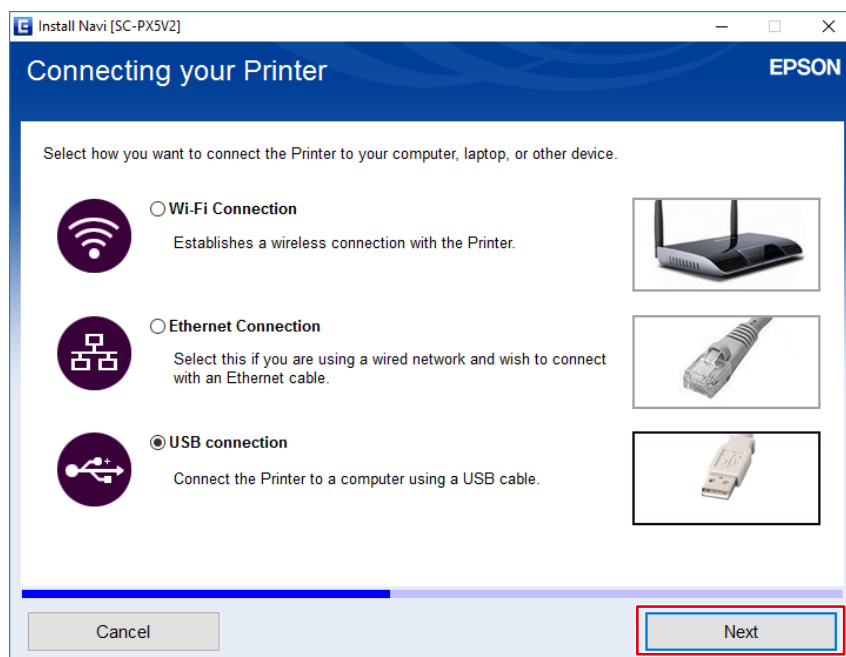 Install Navi [SC-PX5V2]
Connecting your Printer
EPSON
Select how you want to connect the Printer to your computer, laptop, or other device.
Wi-Fi Connection
Establishes a wireless connection with the Printer.
Ethernet Connection
Select this if you are using a wired network and wish to connect
with an Ethernet cable.
USB connection
Connect the Printer to a computer using a USB cable.
Cancel
Next